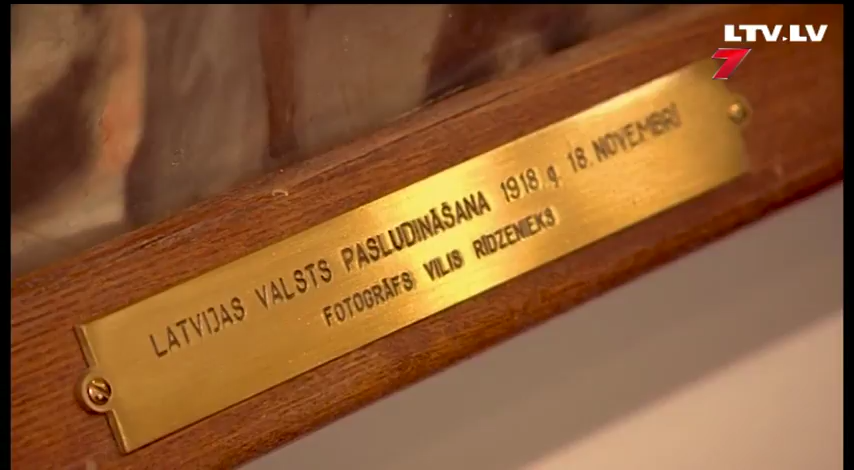 LTV.LV
7
LATVIJAS VALSTS PASLUDINĀŠANA 1918 g. 18. NOVEMBRĪ
FOTOGRĀFS VILIS RĪDZENIEKS